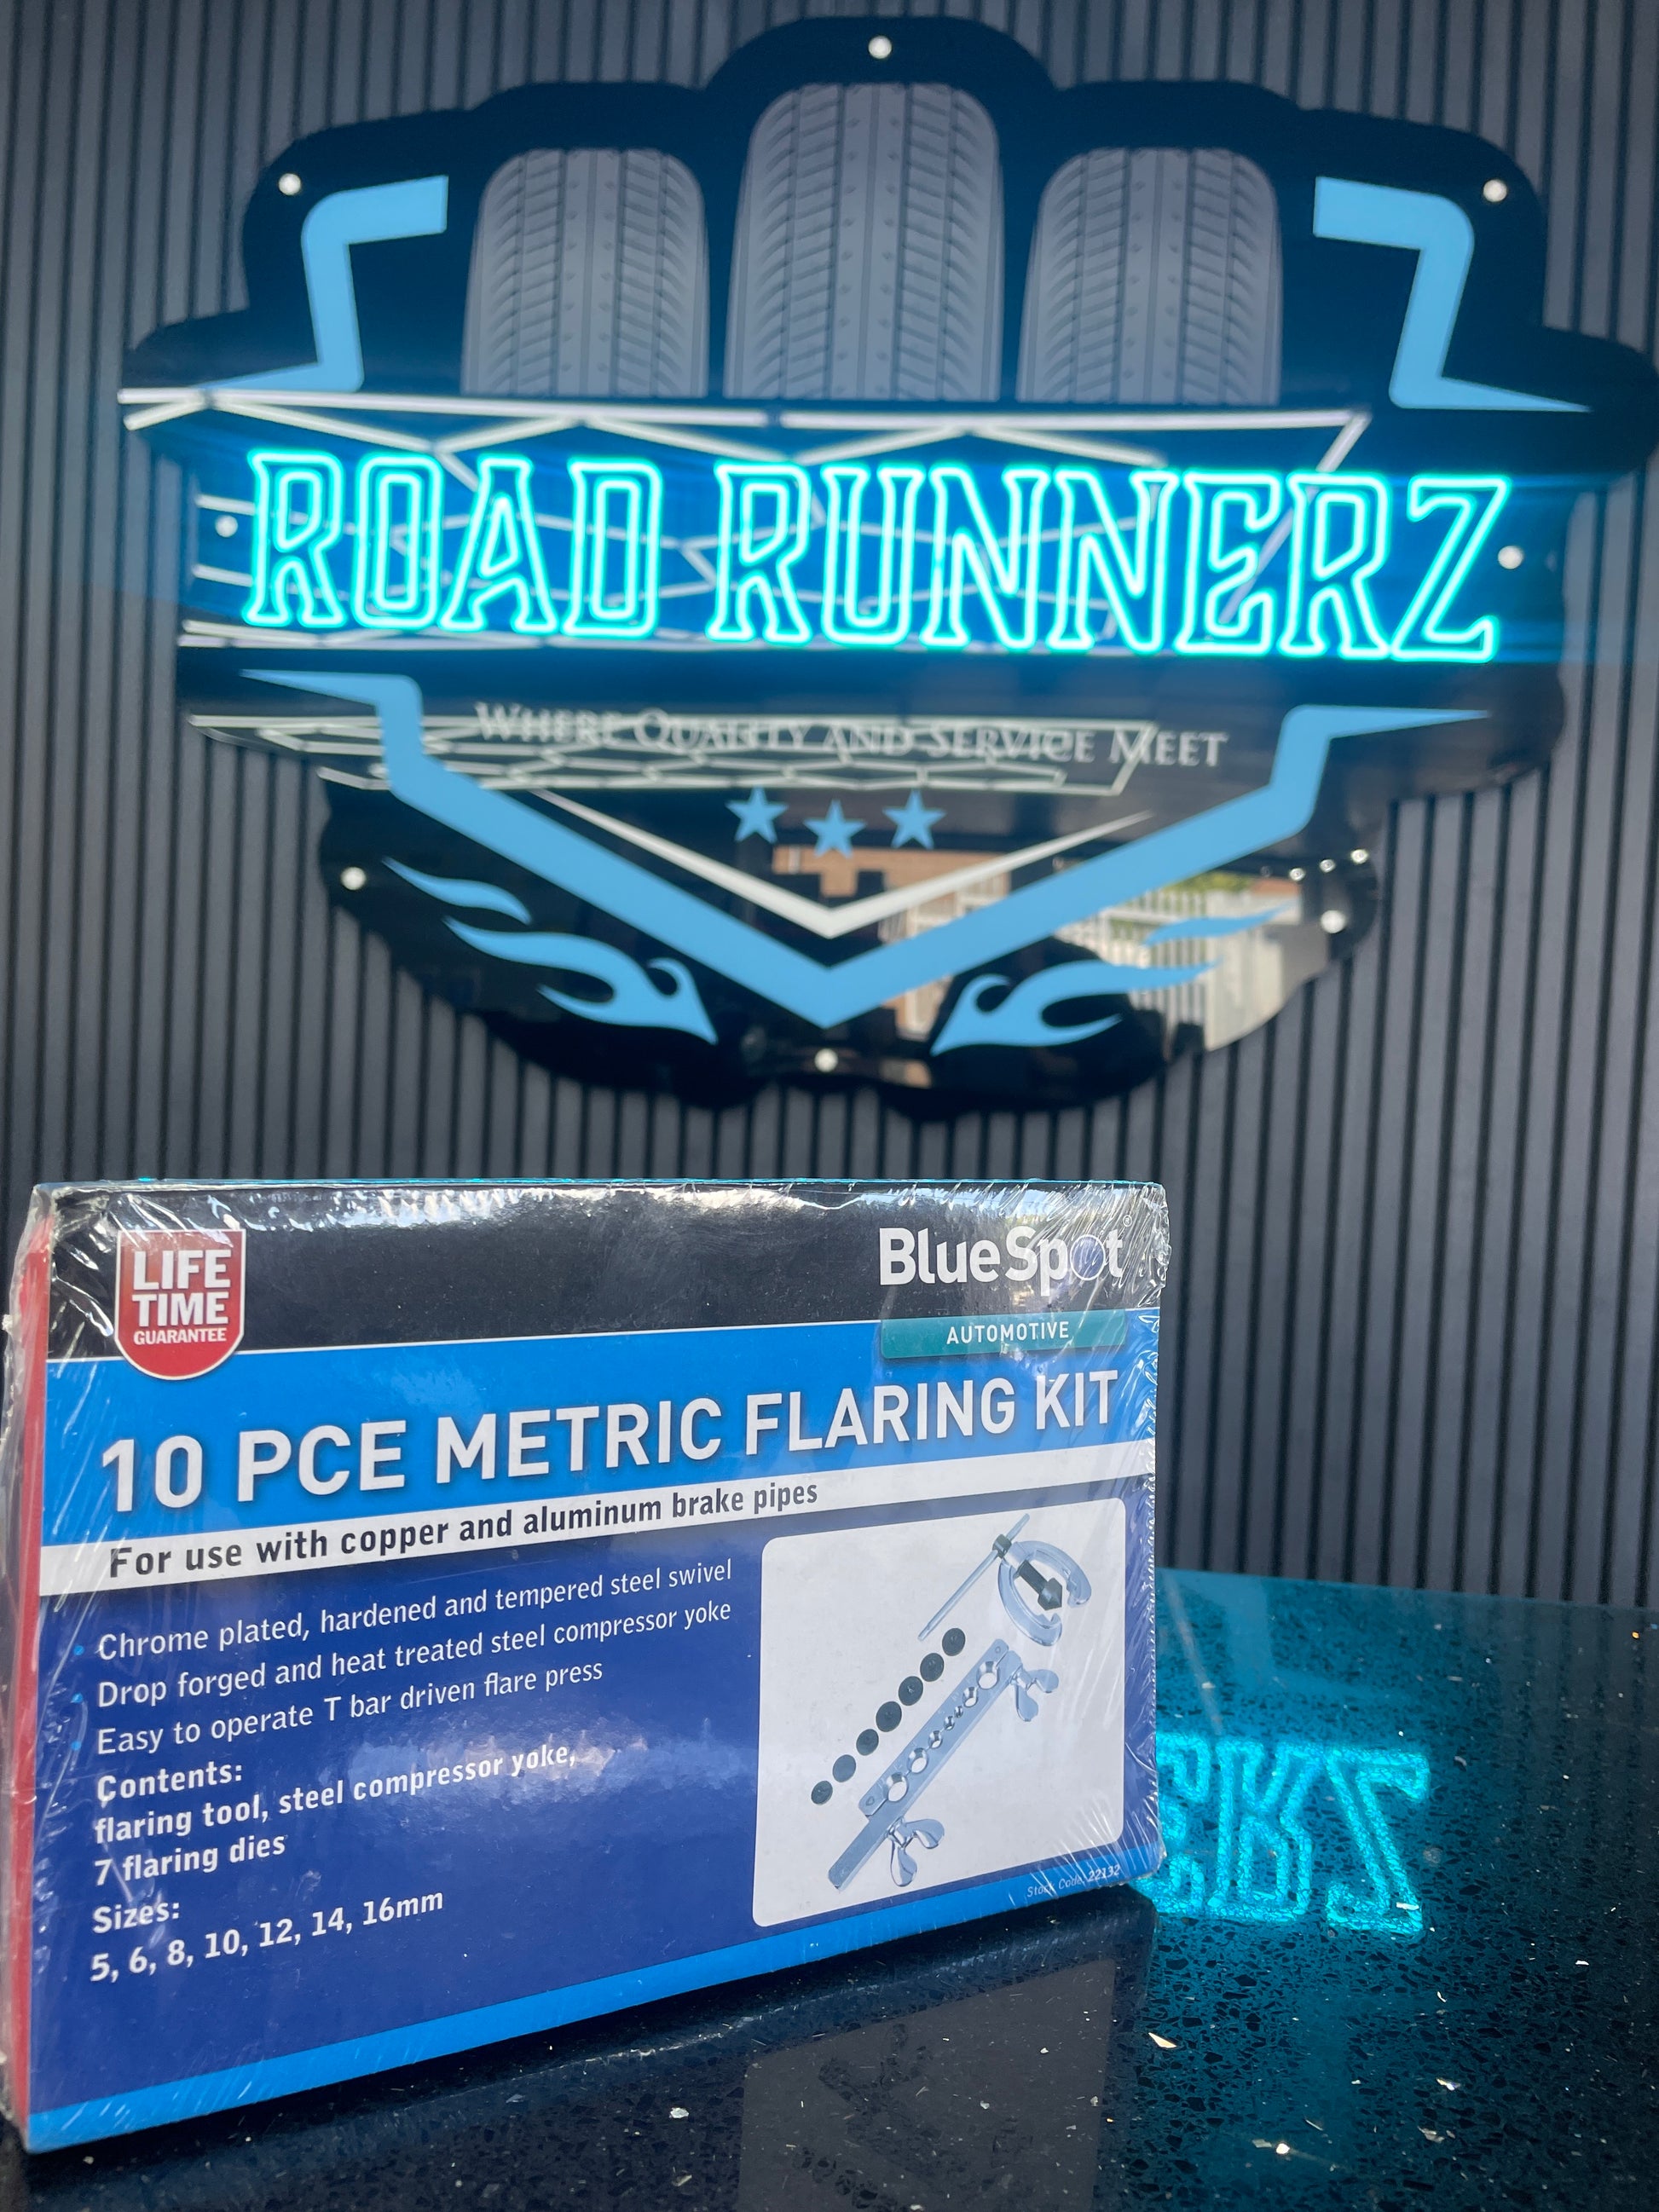 ROAD RUNNERZ
WHERE QUALITY AND SERVICE MEET
LIFE
TIME
GUARANTEE
BlueSpot®
AUTOMOTIVE
10 PCE METRIC FLARING KIT
For use with copper and aluminum brake pipes
• Chrome plated, hardened and tempered steel swivel
• Drop forged and heat treated steel compressor yoke
• Easy to operate T bar driven flare press
Contents:
flaring tool, steel compressor yoke,
7 flaring dies
Sizes:
5, 6, 8, 10, 12, 14, 16mm
Stock Code: 22132